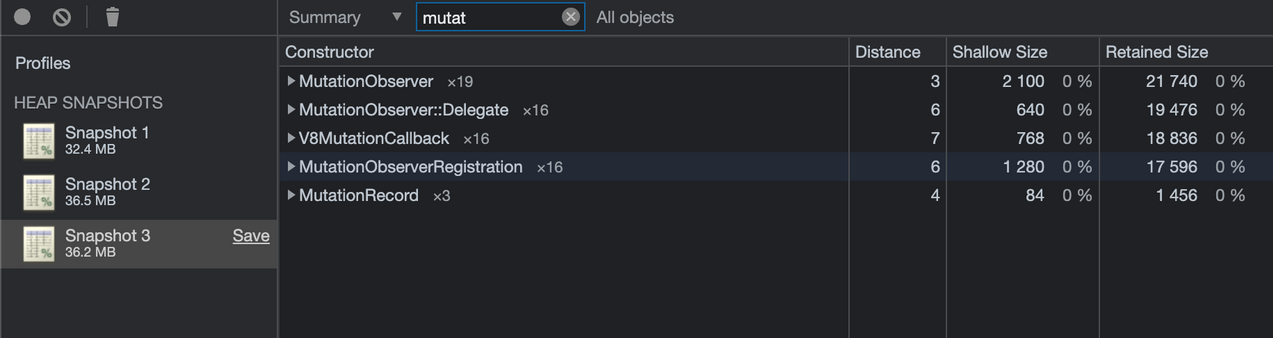 Summary ▼ mutat All objects
Profiles
HEAP SNAPSHOTS
Snapshot 1
32.4 MB
Snapshot 2
36.5 MB
Snapshot 3 Save
36.2 MB
Constructor Distance Shallow Size Retained Size
MutationObserver ×19 3 2 100 0 % 21 740 0 %
MutationObserver::Delegate ×16 6 640 0 % 19 476 0 %
V8MutationCallback ×16 7 768 0 % 18 836 0 %
MutationObserverRegistration ×16 6 1 280 0 % 17 596 0 %
MutationRecord ×3 4 84 0 % 1 456 0 %